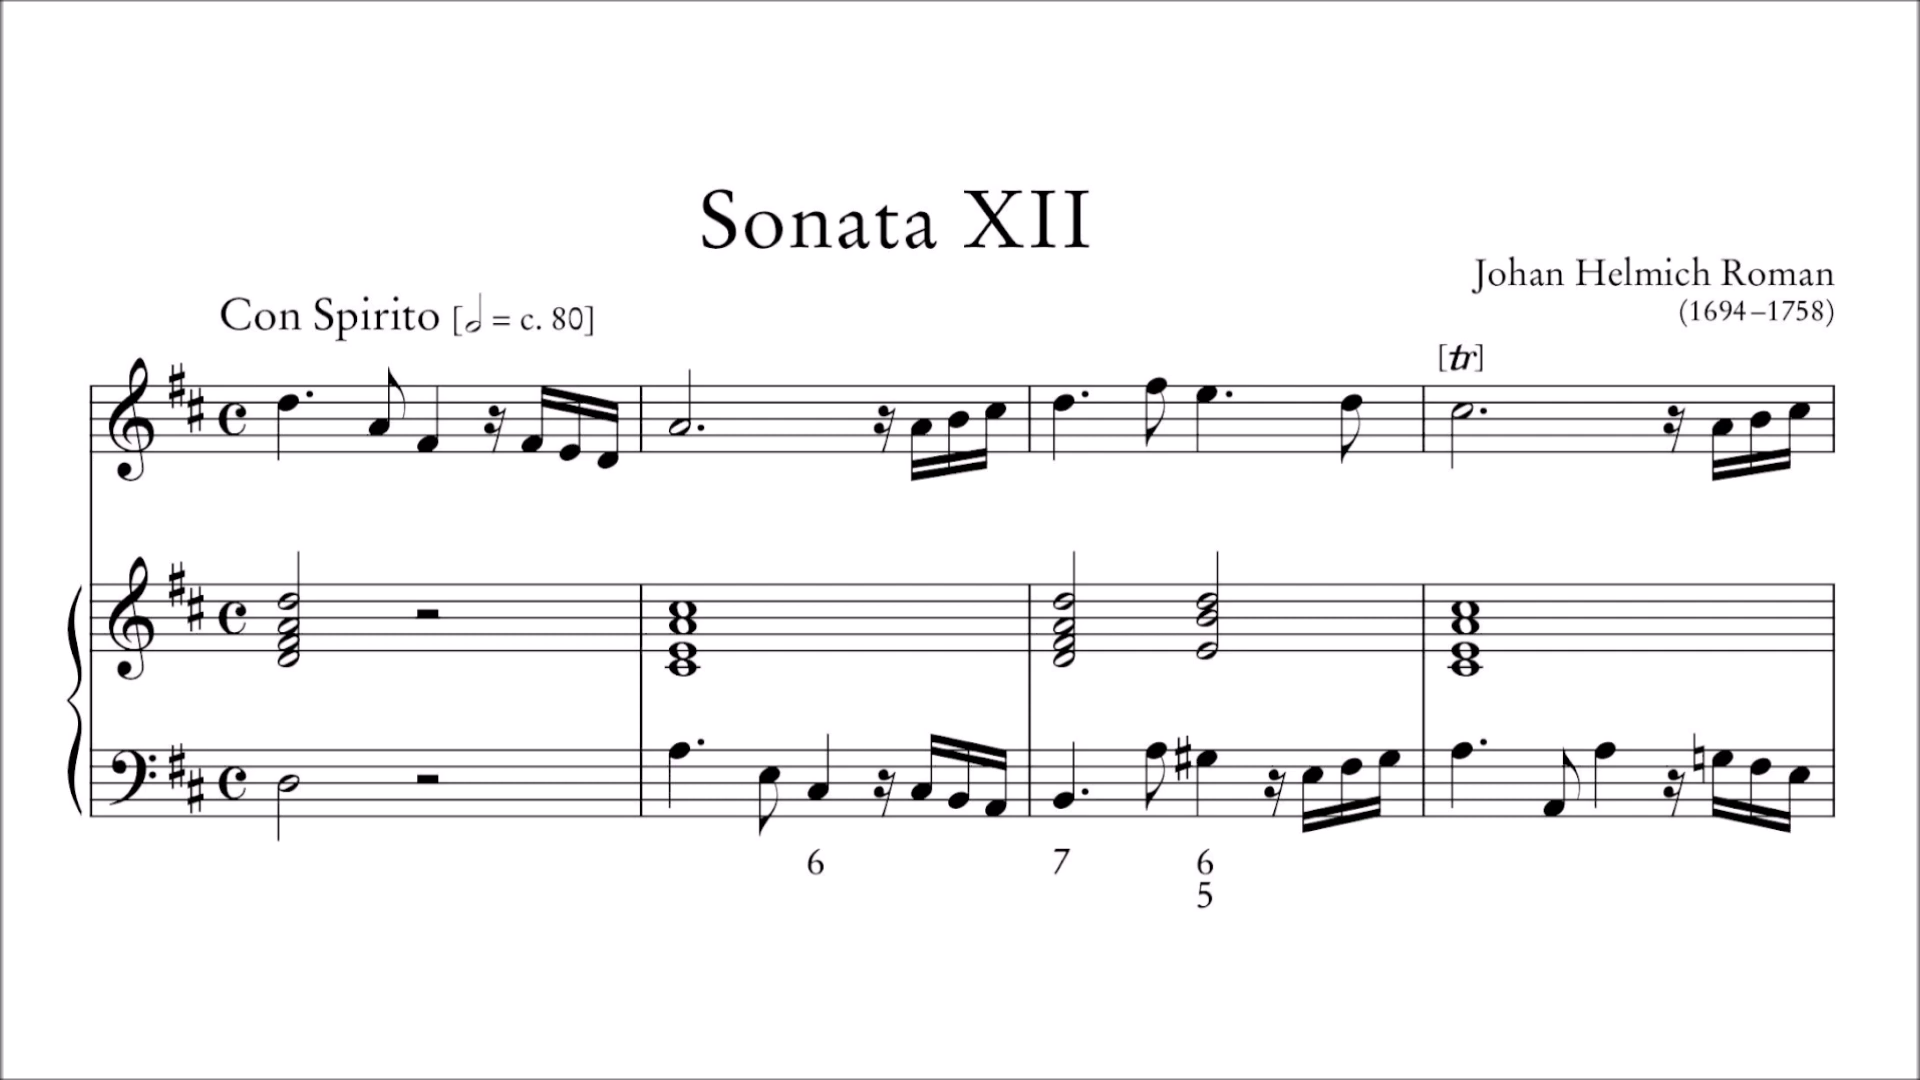 Sonata XII
Johan Helmich Roman
(1694–1758)
Con Spirito [𝅗𝅥 = c. 80]
[tr]
6 7 6
5